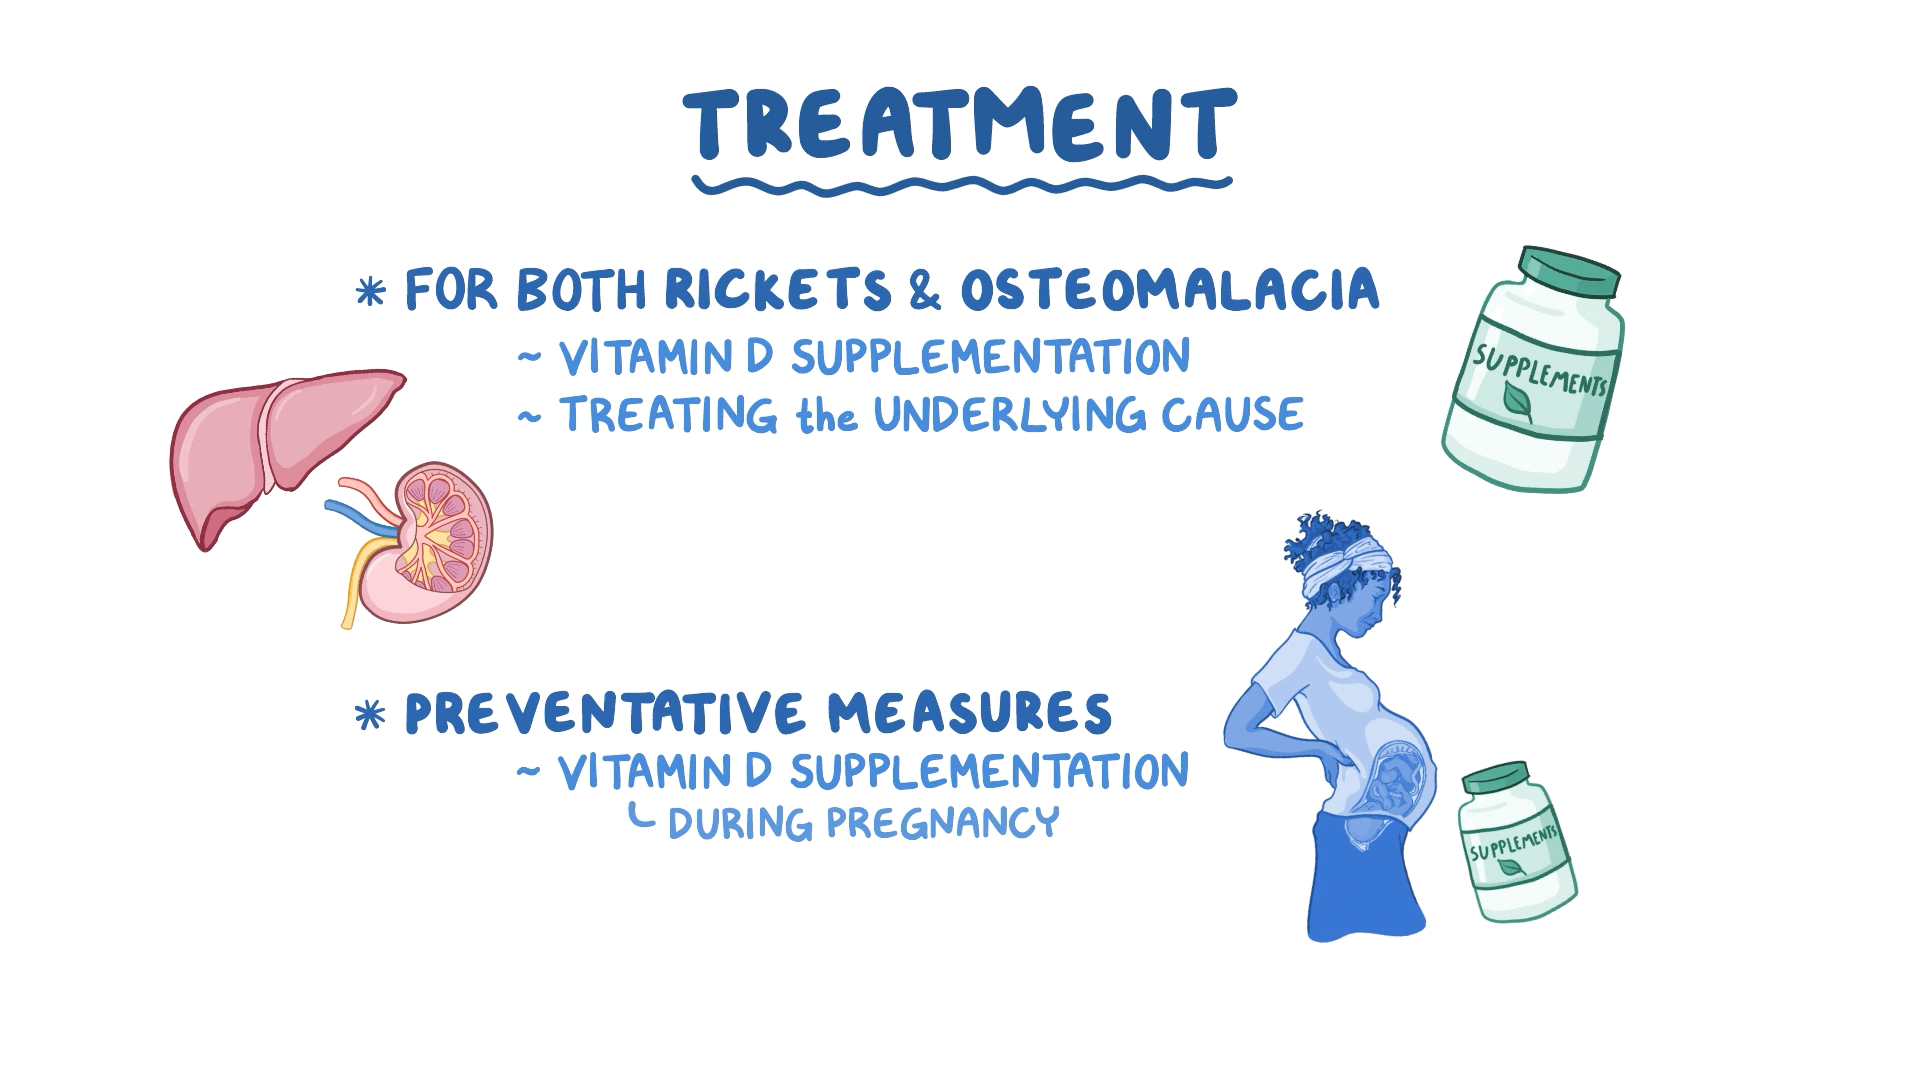 TREATMENT
* FOR BOTH RICKETS & OSTEOMALACIA
~ VITAMIN D SUPPLEMENTATION
~ TREATING the UNDERLYING CAUSE
SUPPLEMENTS
* PREVENTATIVE MEASURES
~ VITAMIN D SUPPLEMENTATION
DURING PREGNANCY
SUPPLEMENTS